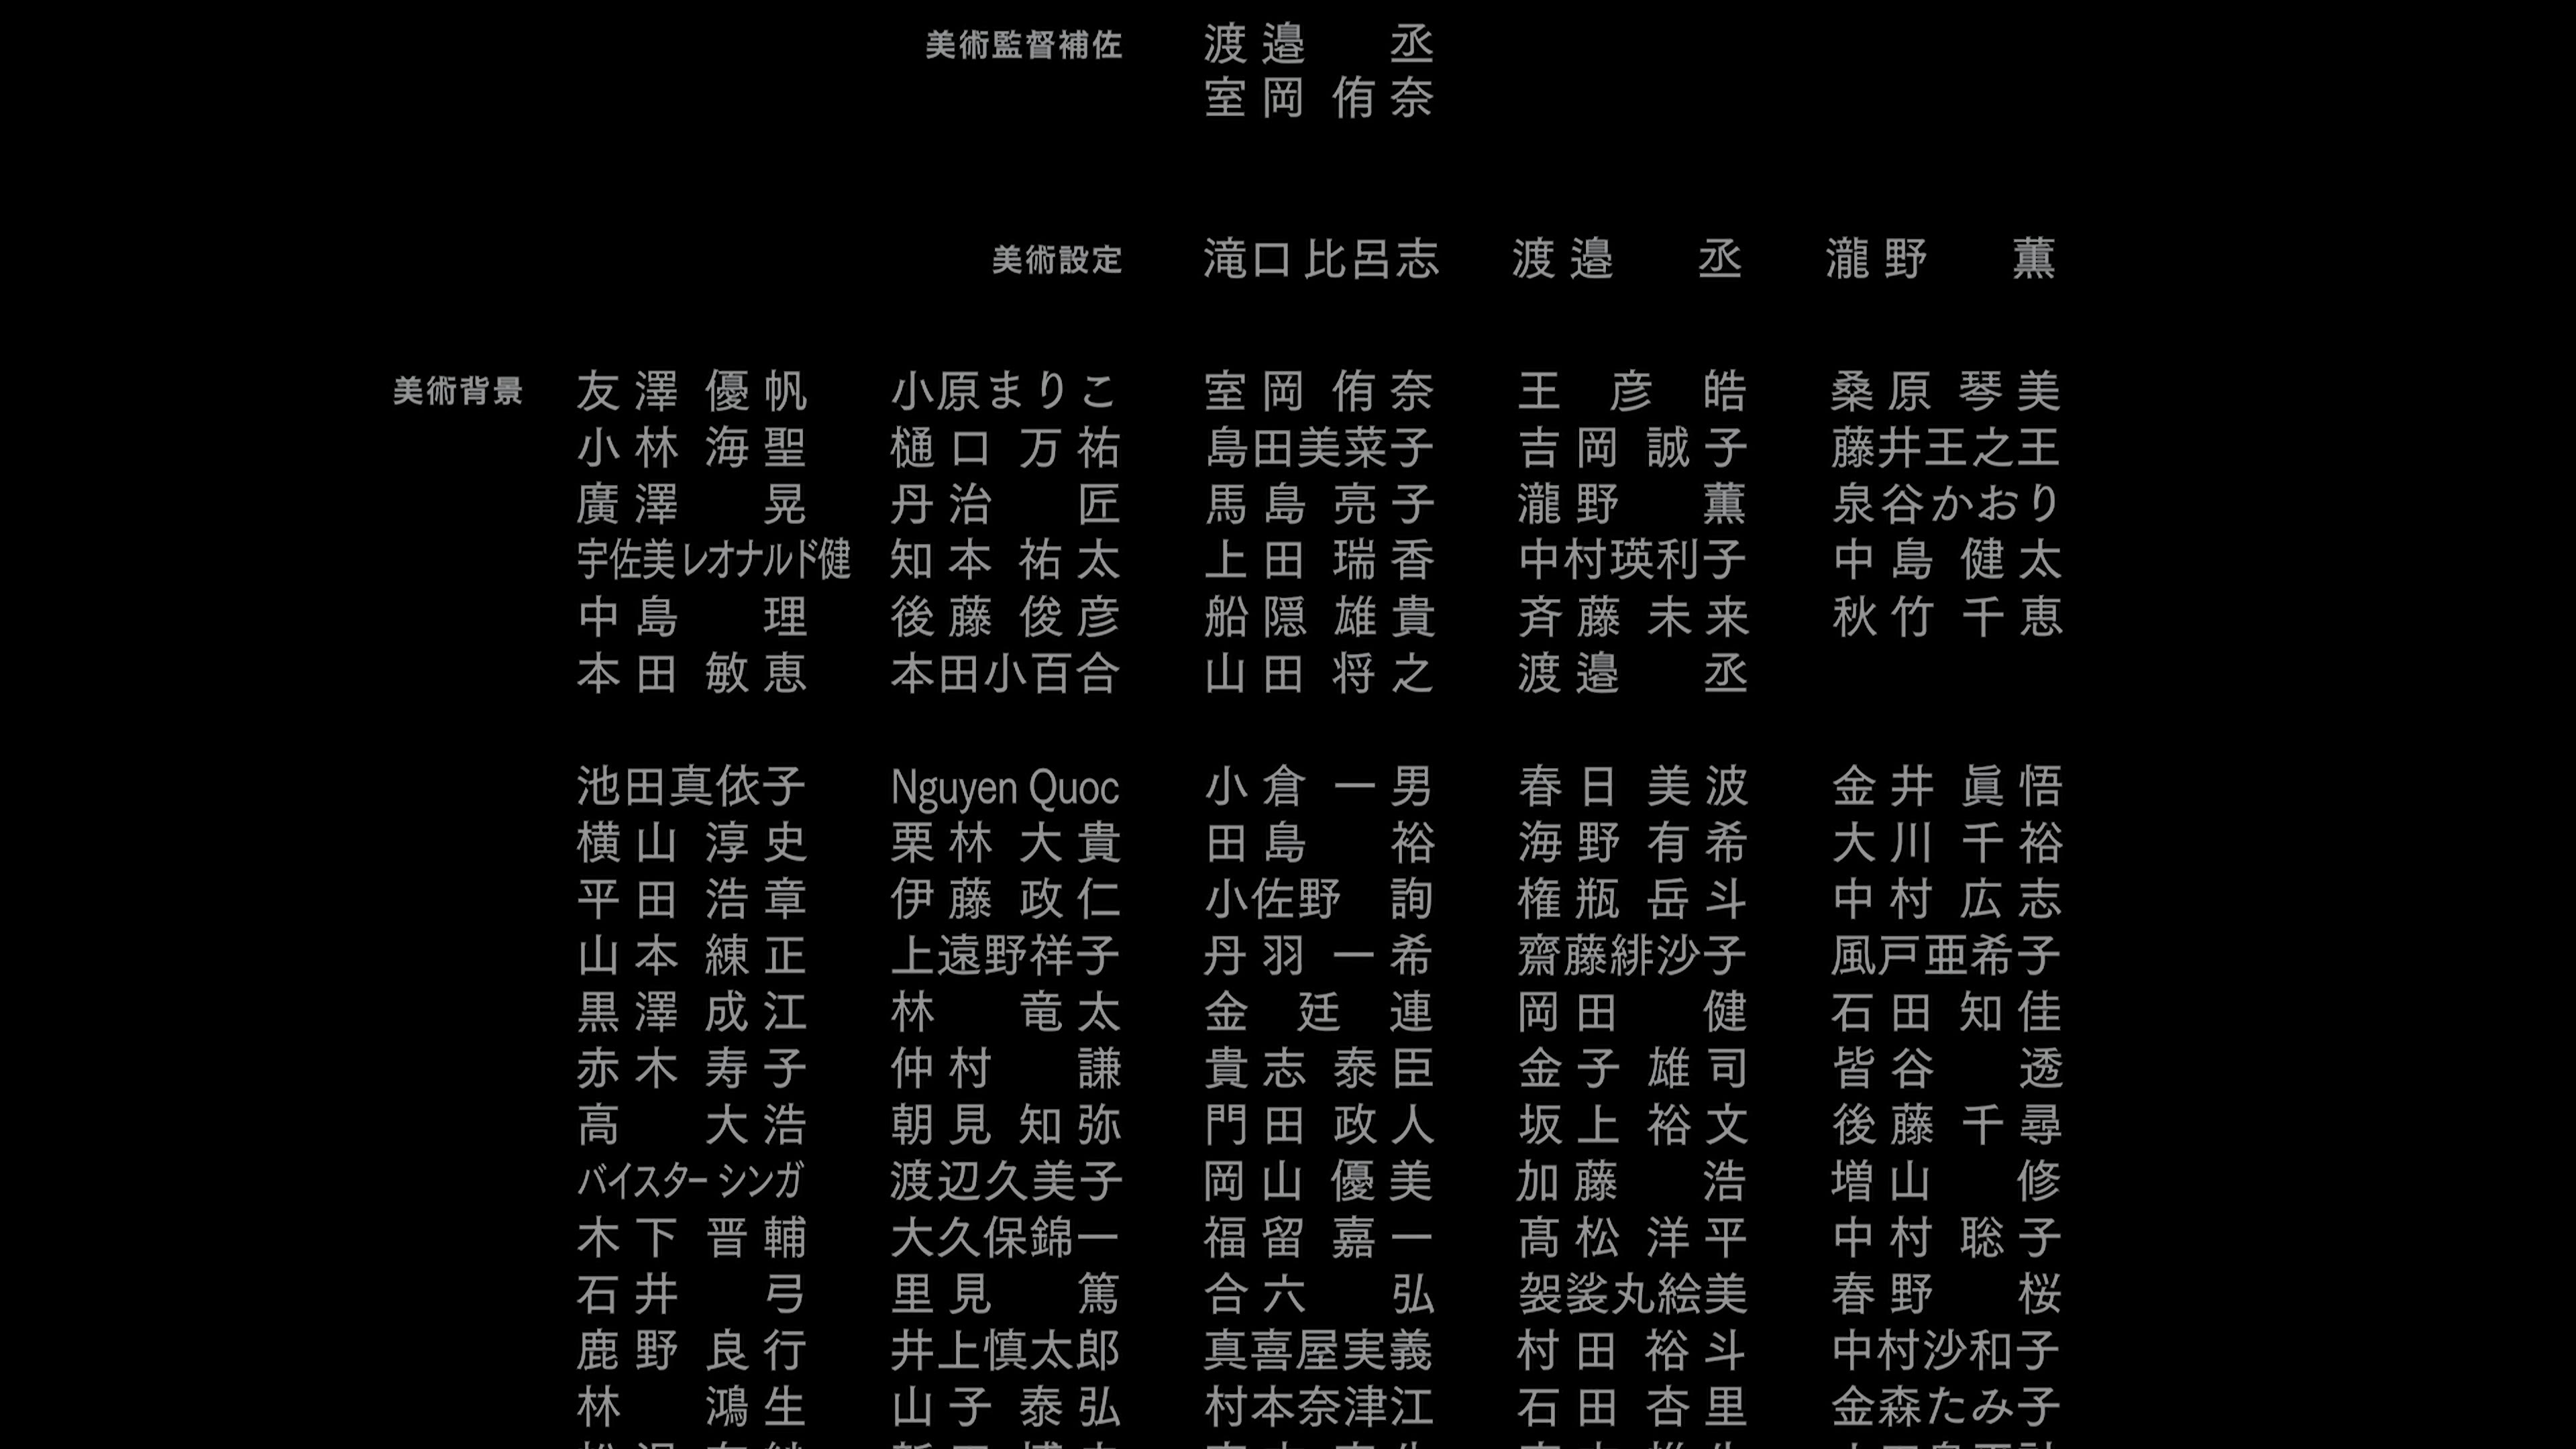 美術監督補佐 渡邉 丞
室岡 侑奈
美術設定 滝口 比呂志 渡邉 丞 瀧野 薫
美術背景 友澤 優帆 小原まりこ 室岡 侑奈 王 彦 皓 桑原 琴美
小林 海聖 樋口 万祐 島田美菜子 吉岡 誠子 藤井王之王
廣澤 晃 丹治 匠 馬島 亮子 瀧野 薫 泉谷かおり
宇佐美 レオナルド健 知本 祐太 上田 瑞香 中村瑛利子 中島 健太
中島 理 後藤 俊彦 船隠 雄貴 斉藤 未来 秋竹 千恵
本田 敏恵 本田小百合 山田 将之 渡邉 丞
池田真依子 Nguyen Quoc 小倉 一男 春日 美波 金井 眞悟
横山 淳史 栗林 大貴 田島 裕 海野 有希 大川 千裕
平田 浩章 伊藤 政仁 小佐野 詢 権瓶 岳斗 中村 広志
山本 練正 上遠野祥子 丹羽 一希 齋藤緋沙子 風戸亜希子
黒澤 成江 林 竜太 金 廷 連 岡田 健 石田 知佳
赤木 寿子 仲村 謙 貴志 泰臣 金子 雄司 皆谷 透
高 大浩 朝見 知弥 門田 政人 坂上 裕文 後藤 千尋
バイスター シンガ 渡辺久美子 岡山 優美 加藤 浩 増山 修
木下 晋輔 大久保錦一 福留 嘉一 髙松 洋平 中村 聡子
石井 弓 里見 篤 合六 弘 袈裟丸絵美 春野 桜
鹿野 良行 井上慎太郎 真喜屋実義 村田 裕斗 中村沙和子
林 鴻生 山子 泰弘 村本奈津江 石田 杏里 金森たみ子